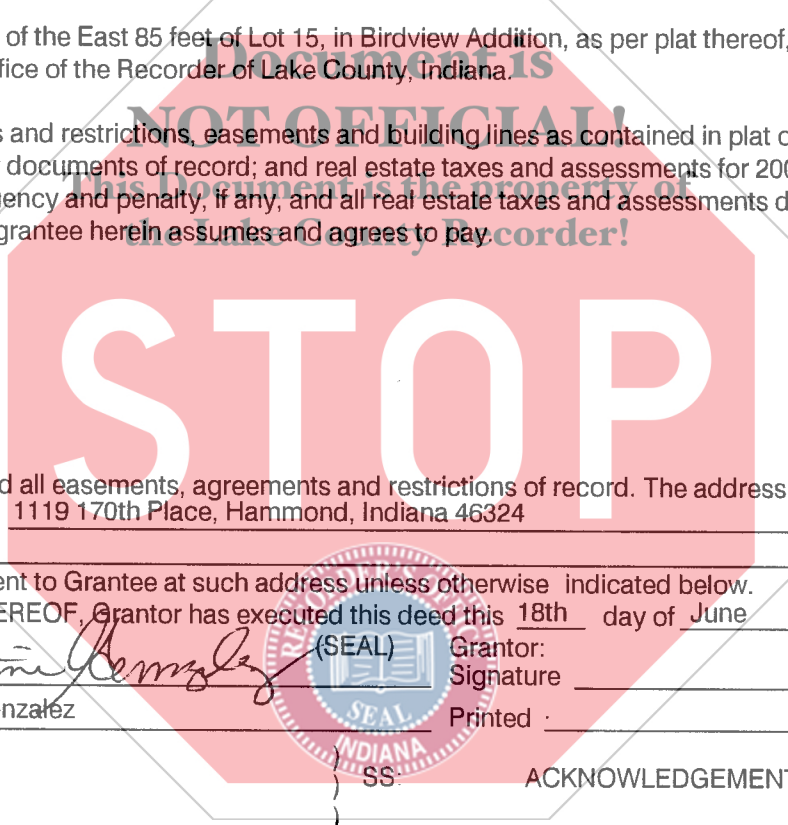 of the East 85 feet of Lot 15, in Birdview Addition, as per plat thereof,
Document is
fice of the Recorder of Lake County, Indiana.
NOT OFFICIAL!
s and restrictions, easements and building lines as contained in plat o
documents of record; and real estate taxes and assessments for 200
This Document is the property of
ency and penalty, if any, and all real estate taxes and assessments d
the Lake County Recorder!
grantee herein assumes and agrees to pay.
STOP
d all easements, agreements and restrictions of record. The address
1119 170th Place, Hammond, Indiana 46324
ent to Grantee at such address unless otherwise indicated below.
EREOF, Grantor has executed this deed this 18th day of June
(SEAL) Grantor:
Signature
nzalez Printed
RECORDER'S
SEAL
INDIANA
) SS: ACKNOWLEDGEMENT
)
)